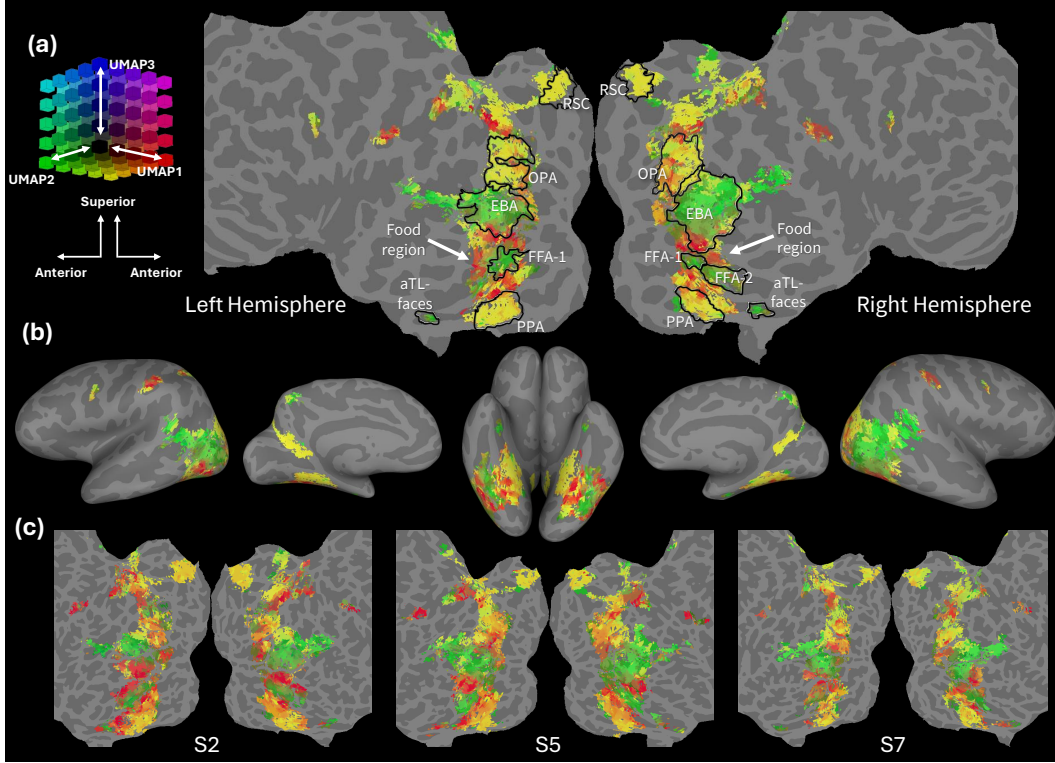 (a)
UMAP3
UMAP2
UMAP1
Superior
Anterior
Anterior
RSC
OPA
EBA
Food
region
FFA-1
aTL-
faces
PPA
Left Hemisphere
RSC
OPA
EBA
Food
region
FFA-1
FFA-2
aTL-
faces
PPA
Right Hemisphere
(b)
(c)
S2
S5
S7